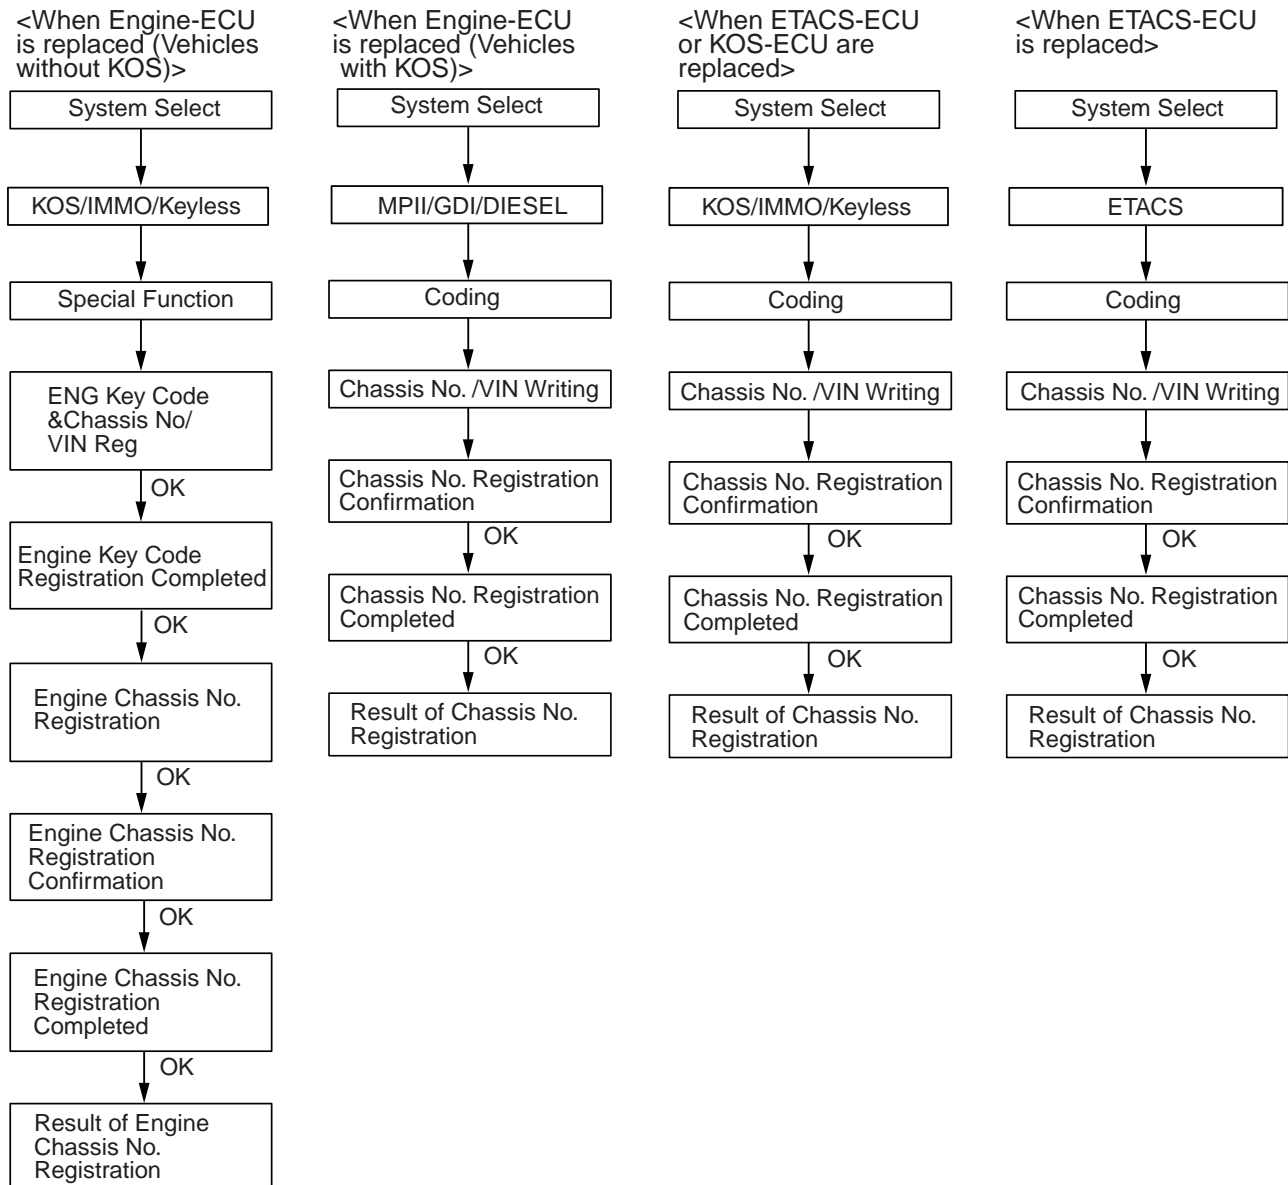 <When Engine-ECU
is replaced (Vehicles
without KOS)>
System Select
KOS/IMMO/Keyless
Special Function
ENG Key Code
&Chassis No/
VIN Reg
OK
Engine Key Code
Registration Completed
OK
Engine Chassis No.
Registration
OK
Engine Chassis No.
Registration
Confirmation
OK
Engine Chassis No.
Registration
Completed
OK
Result of Engine
Chassis No.
Registration
<When Engine-ECU
is replaced (Vehicles
with KOS)>
System Select
MPII/GDI/DIESEL
Coding
Chassis No. /VIN Writing
Chassis No. Registration
Confirmation
OK
Chassis No. Registration
Completed
OK
Result of Chassis No.
Registration
<When ETACS-ECU
or KOS-ECU are
replaced>
System Select
KOS/IMMO/Keyless
Coding
Chassis No. /VIN Writing
Chassis No. Registration
Confirmation
OK
Chassis No. Registration
Completed
OK
Result of Chassis No.
Registration
<When ETACS-ECU
is replaced>
System Select
ETACS
Coding
Chassis No. /VIN Writing
Chassis No. Registration
Confirmation
OK
Chassis No. Registration
Completed
OK
Result of Chassis No.
Registration